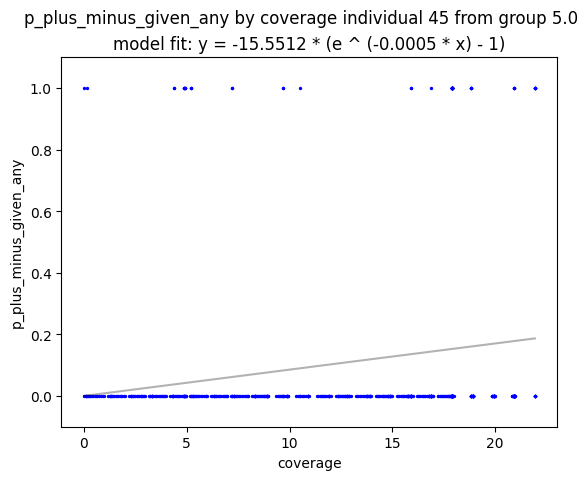 p_plus_minus_given_any by coverage individual 45 from group 5.0
model fit: y = -15.5512 * (e ^ (-0.0005 * x) - 1)
1.0
0.8
0.6
0.4
0.2
0.0
p_plus_minus_given_any
0 5 10 15 20
coverage